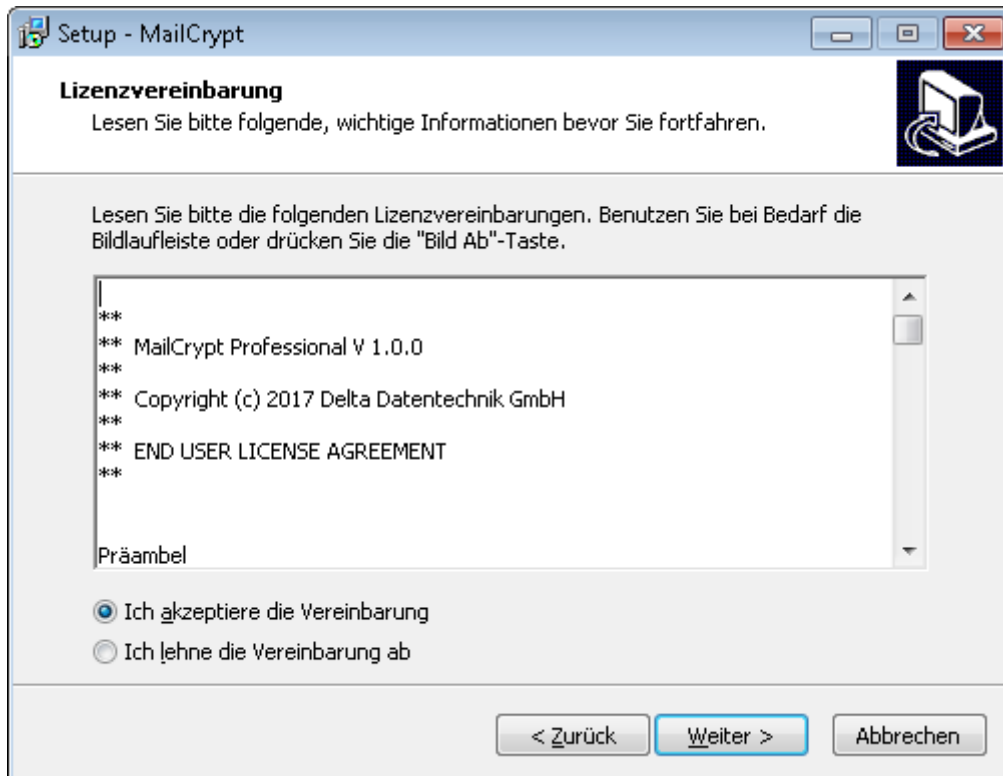 Setup - MailCrypt
Lizenzvereinbarung
Lesen Sie bitte folgende, wichtige Informationen bevor Sie fortfahren.
Lesen Sie bitte die folgenden Lizenzvereinbarungen. Benutzen Sie bei Bedarf die
Bildlaufleiste oder drücken Sie die "Bild Ab"-Taste.
**
** MailCrypt Professional V 1.0.0
**
** Copyright (c) 2017 Delta Datentechnik GmbH
**
** END USER LICENSE AGREEMENT
**
Präambel
Ich akzeptiere die Vereinbarung
Ich lehne die Vereinbarung ab
< Zurück Weiter > Abbrechen